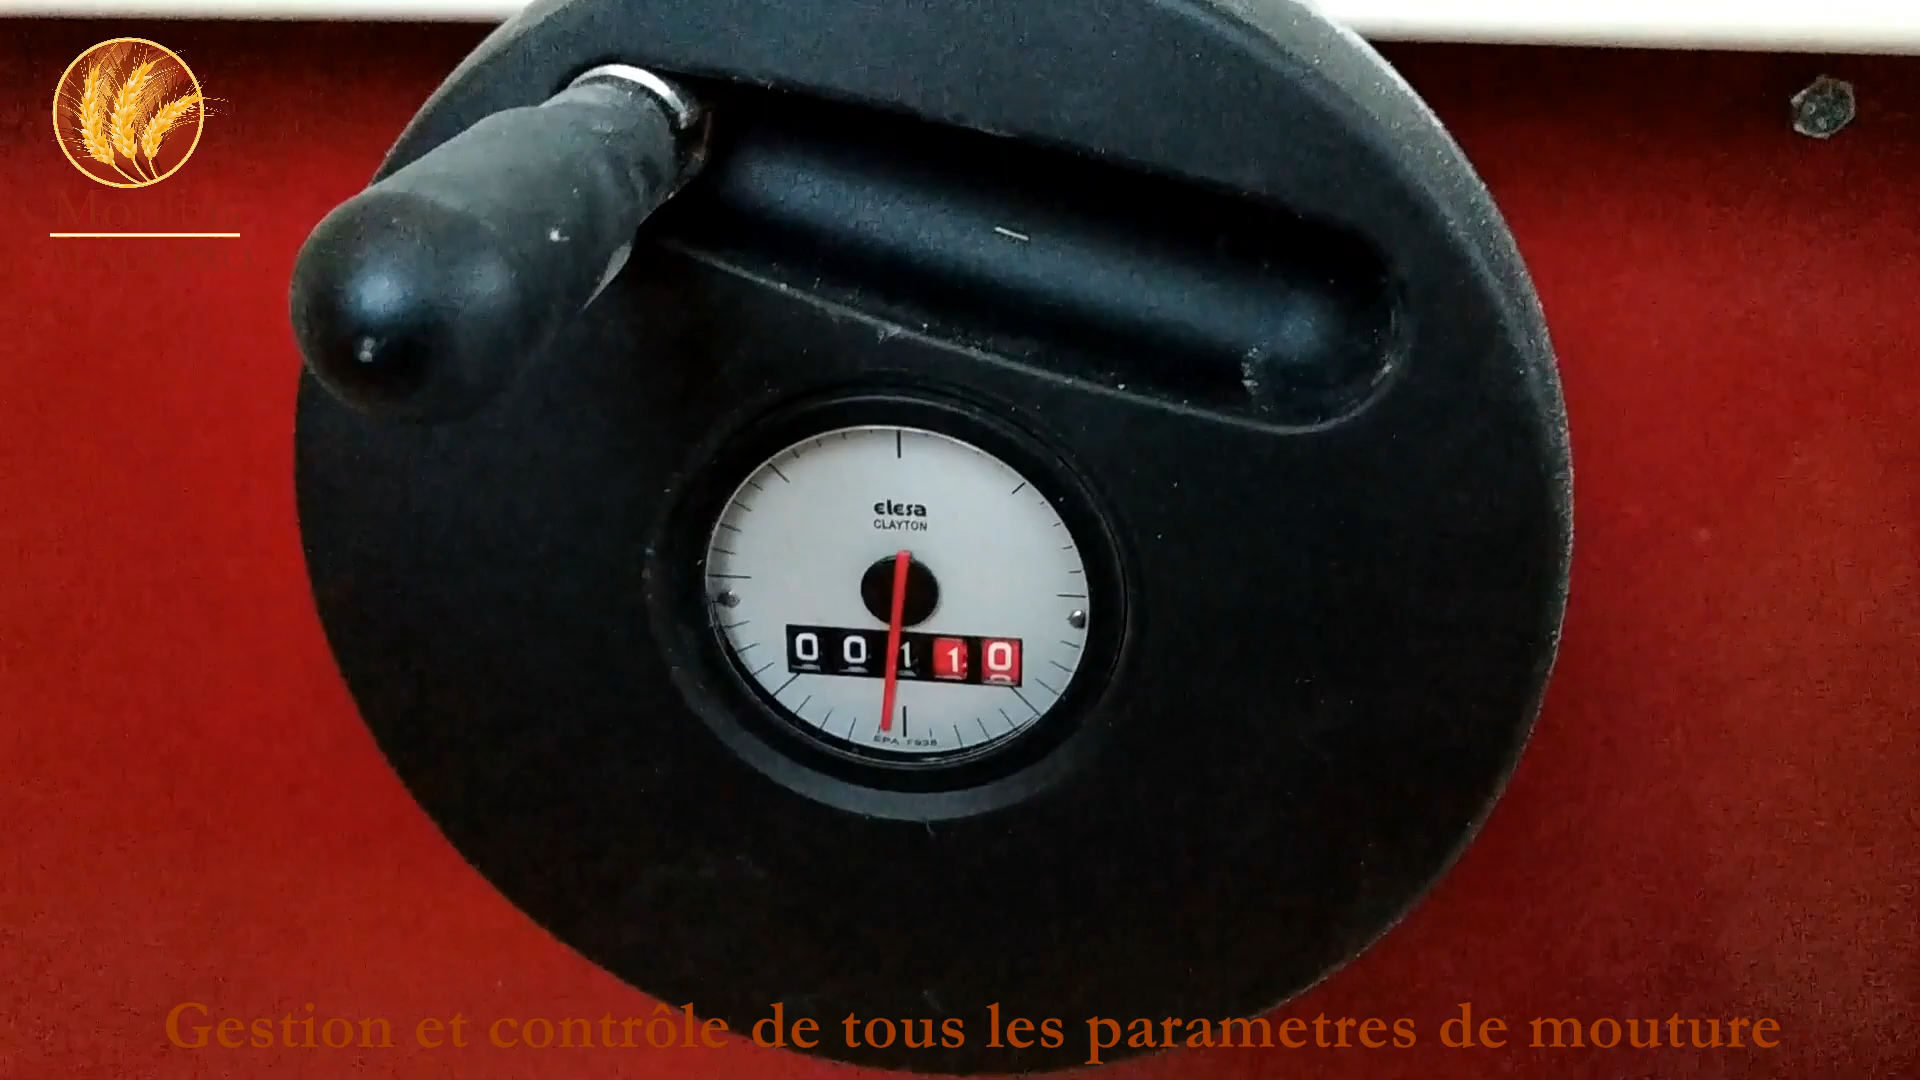 elesa
CLAYTON
0 0 1 1 0
Gestion et contrôle de tous les parametres de mouture